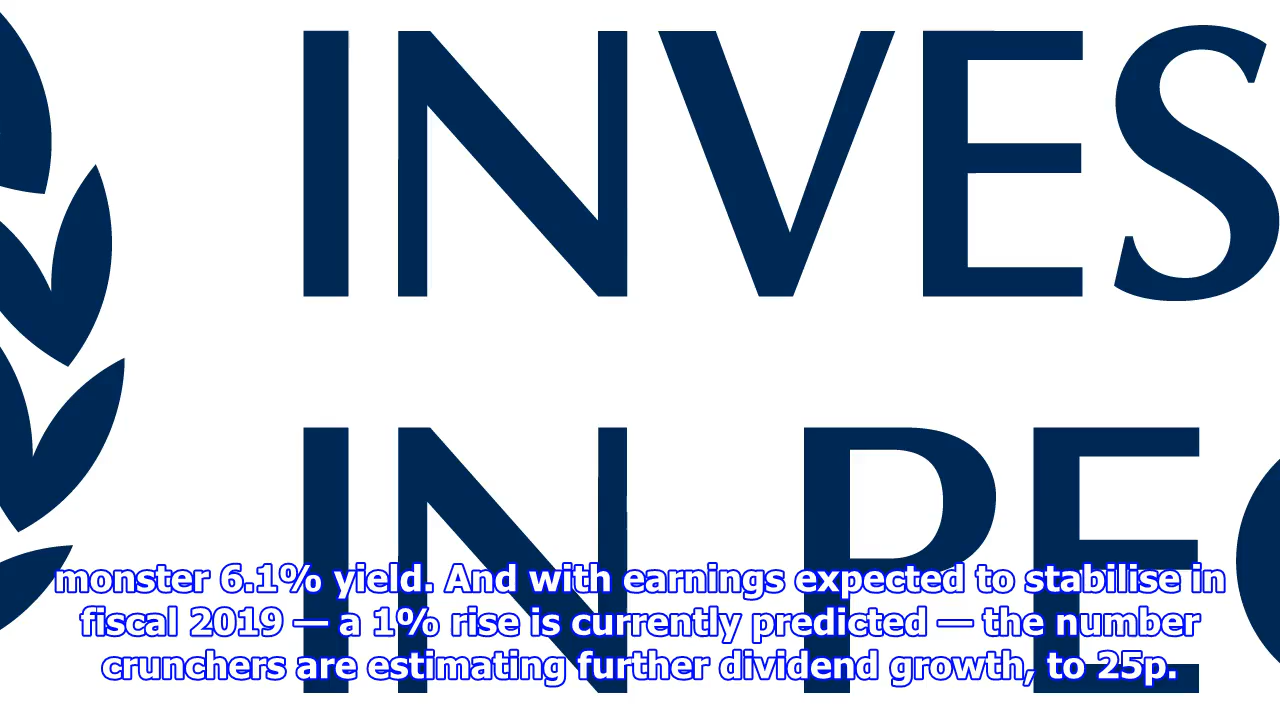 INVES
IN PE
monster 6.1% yield. And with earnings expected to stabilise in
fiscal 2019 — a 1% rise is currently predicted — the number
crunchers are estimating further dividend growth, to 25p.